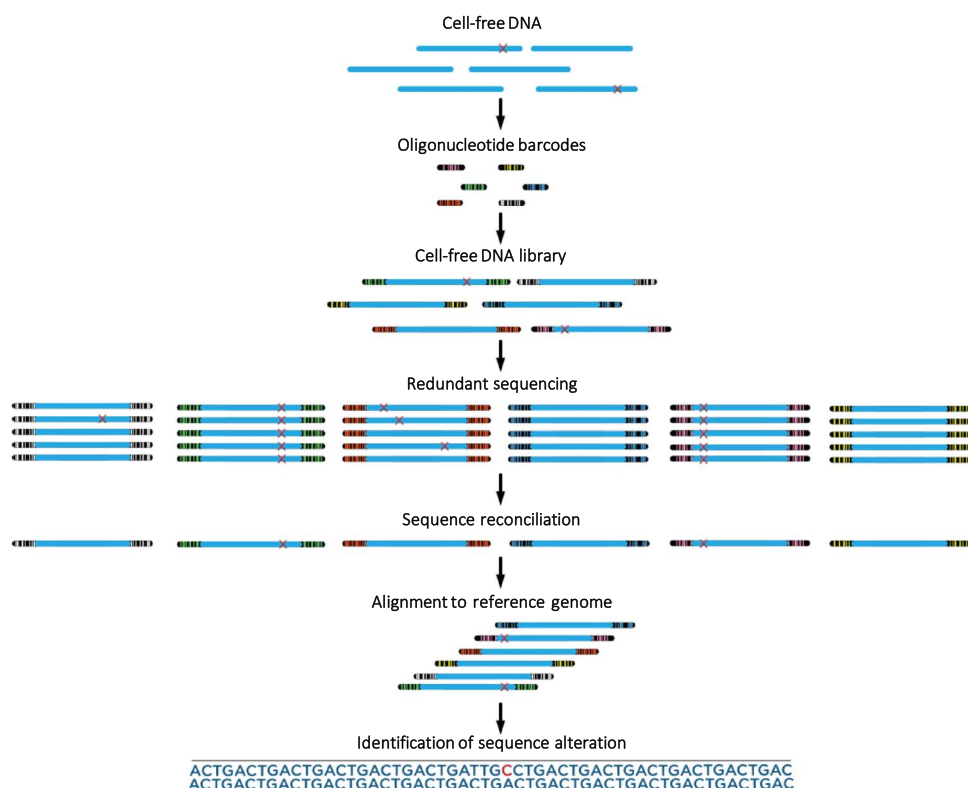 Cell-free DNA
Oligonucleotide barcodes
Cell-free DNA library
Redundant sequencing
Sequence reconciliation
Alignment to reference genome
Identification of sequence alteration
ACTGACTGACTGACTGACTGACTGATTGCCTGACTGACTGACTGACTGACTGAC
ACTGACTGACTGACTGACTGACTGACTGACTGACTGACTGACTGACTGACTGAC